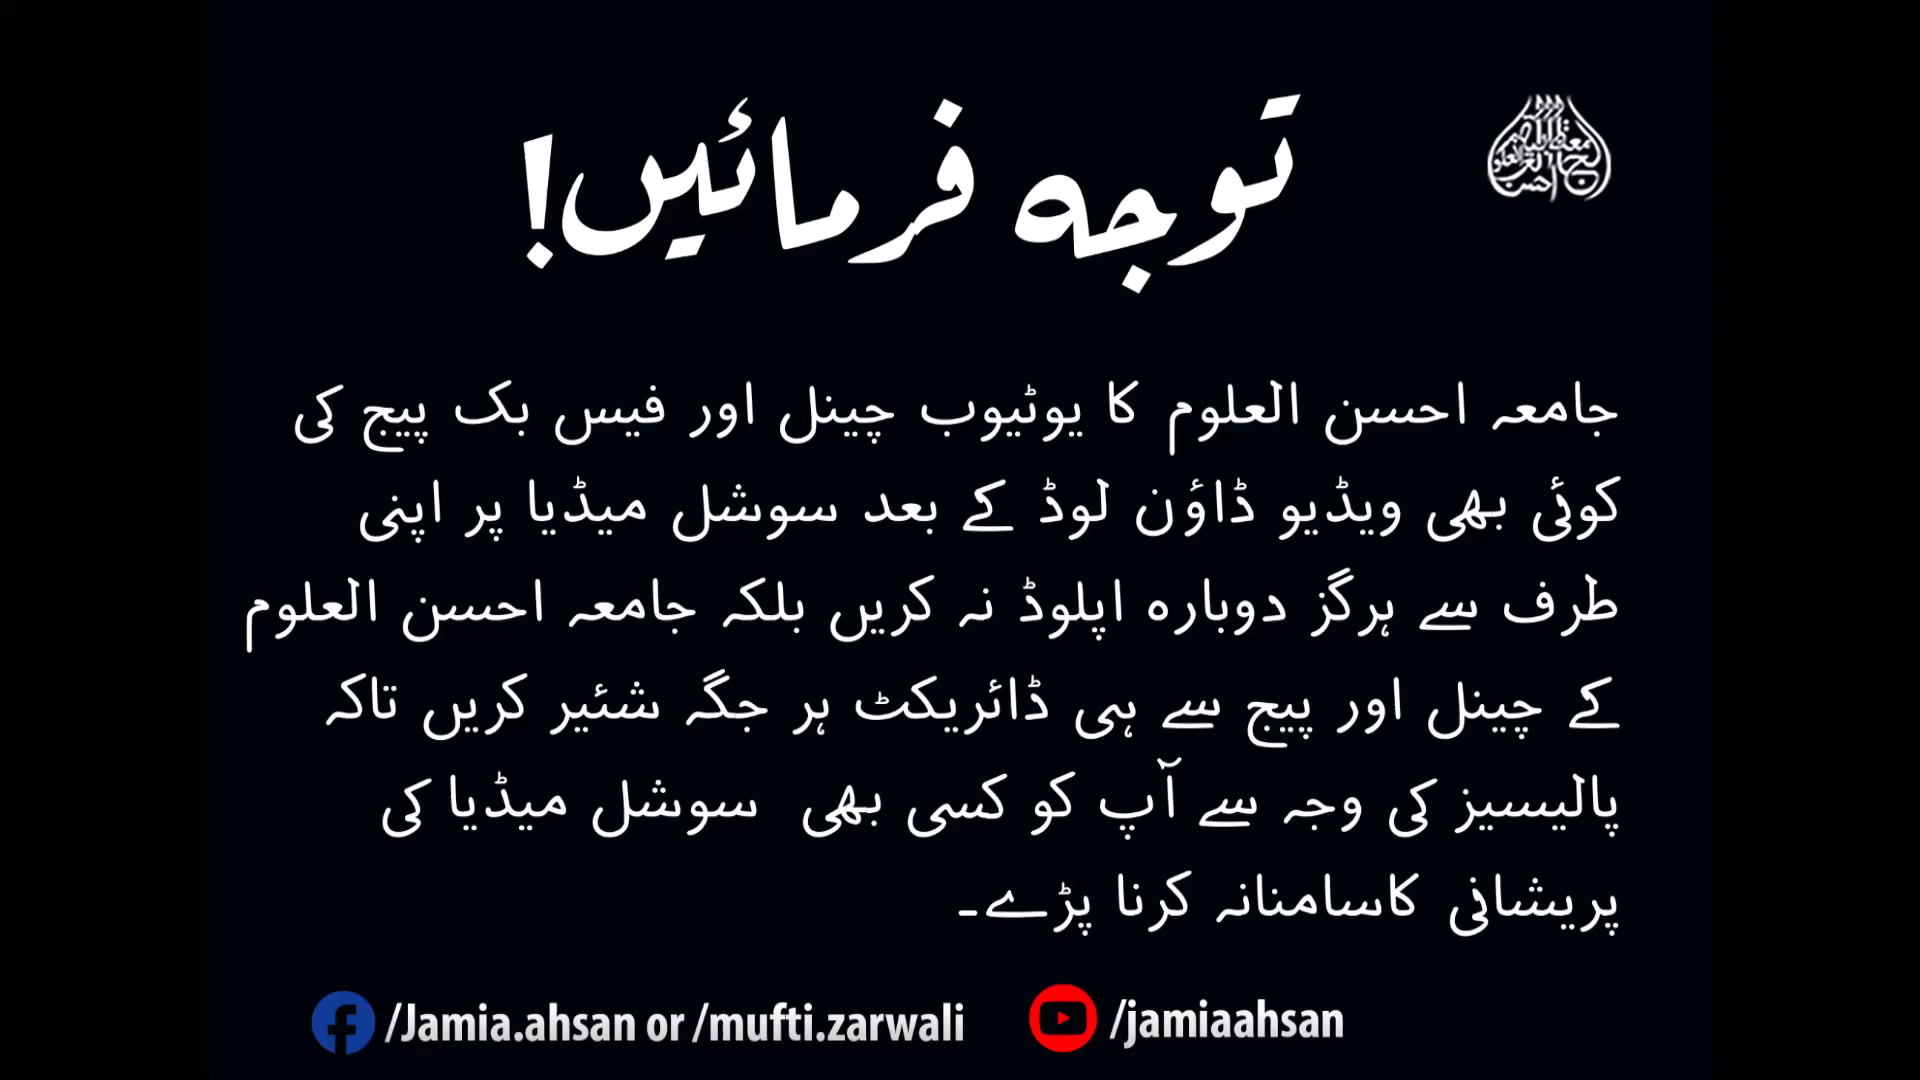 توجہ فرمائیں!
جامعہ احسن العلوم کا یوٹیوب چینل اور فیس بک پیج کی
کوئی بھی ویڈیو ڈاؤن لوڈ کے بعد سوشل میڈیا پر اپنی
طرف سے ہرگز دوبارہ اپلوڈ نہ کریں بلکہ جامعہ احسن العلوم
کے چینل اور پیج سے ہی ڈائریکٹ ہر جگہ شئیر کریں تاکہ
پالیسیز کی وجہ سے آپ کو کسی بھی سوشل میڈیا کی
پریشانی کاسامنانہ کرنا پڑے۔
/Jamia.ahsan or /mufti.zarwali
/jamiaahsan